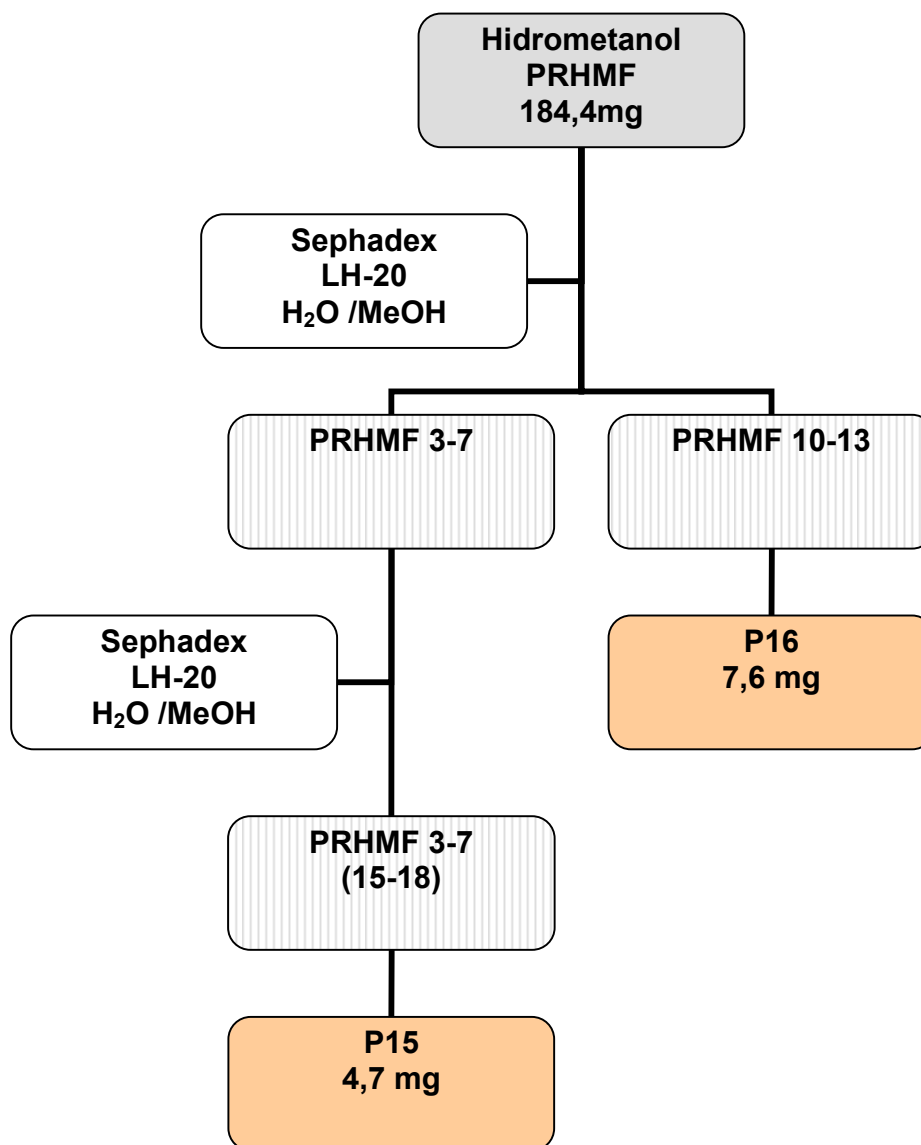 Hidrometanol
PRHMF
184,4mg
Sephadex
LH-20
H₂O /MeOH
PRHMF 3-7
PRHMF 10-13
Sephadex
LH-20
H₂O /MeOH
P16
7,6 mg
PRHMF 3-7
(15-18)
P15
4,7 mg